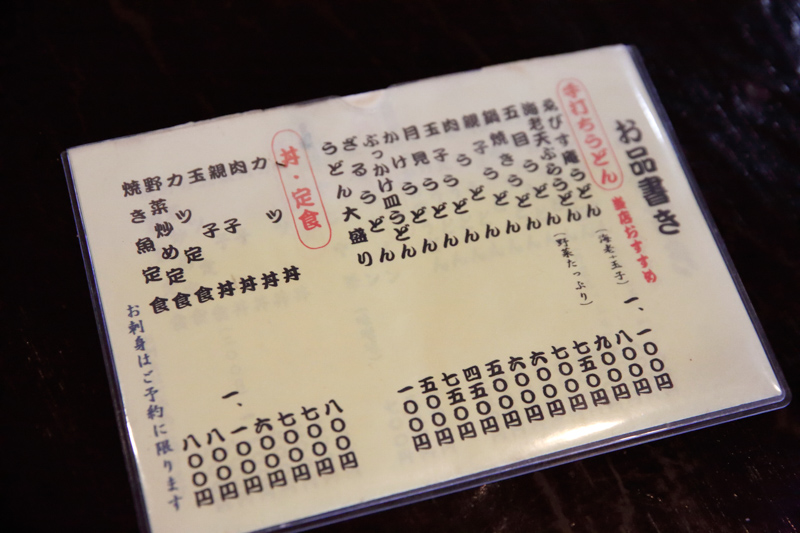 お品書き
手打ちうどん
当店おすすめ
ゑびす庵うどん（海老・玉子）一、一〇〇円
海老天ぷらうどん 八〇〇円
五目うどん（野菜たっぷり）九〇〇円
鍋焼きうどん 七五〇円
親子うどん 七〇〇円
肉うどん 六〇〇円
玉子うどん 六〇〇円
月見うどん 五〇〇円
かけうどん 四五〇円
ぶっかけ皿うどん 七五〇円
ざるうどん 五〇〇円
うどん大盛り 一〇〇円
丼・定食
カツ丼 八〇〇円
肉丼 七〇〇円
親子丼 七〇〇円
玉子丼 六〇〇円
カツ定食 一、一〇〇円
野菜炒め定食 八〇〇円
焼き魚定食 八〇〇円
お刺身はご予約に限ります